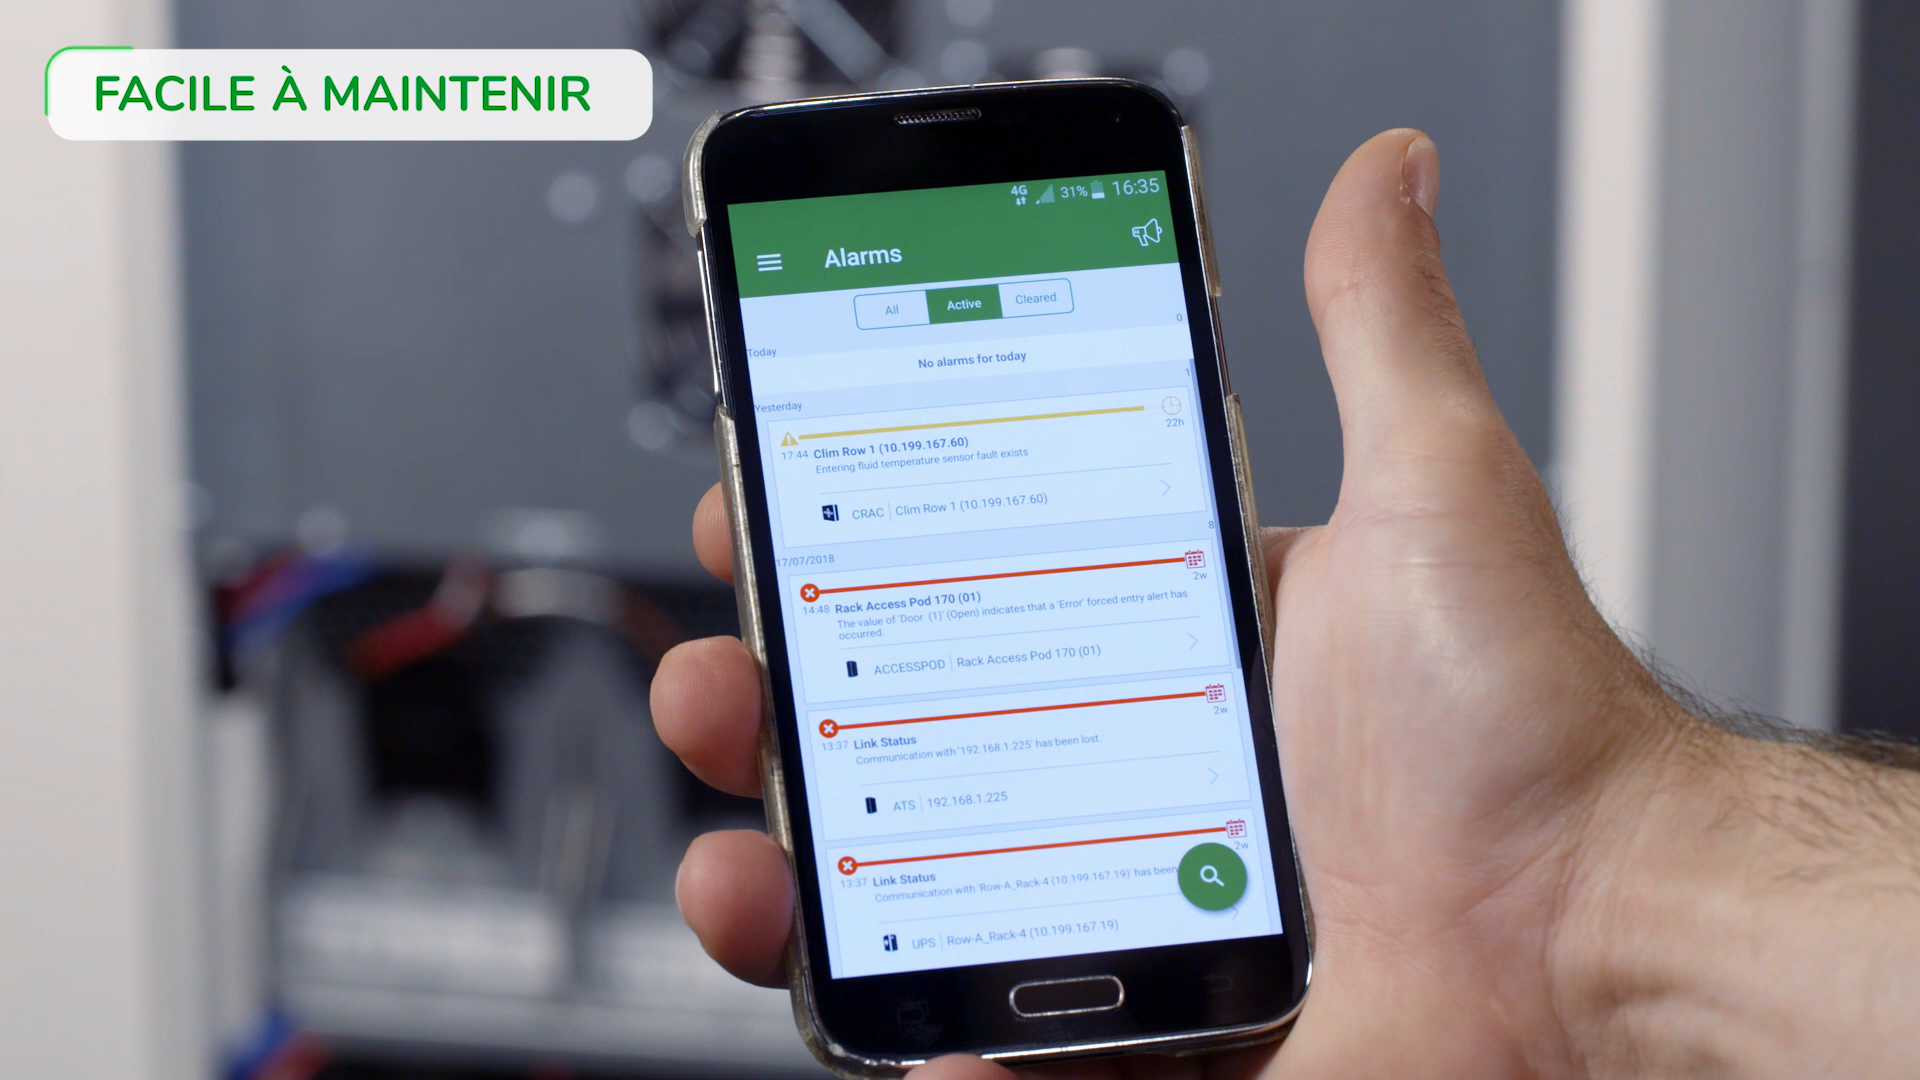 FACILE À MAINTENIR
4G 31% 16:35
Alarms
All Active Cleared
Today 0
No alarms for today
Yesterday 1
22h
17:44 Clim Row 1 (10.199.167.60)
Entering fluid temperature sensor fault exists
CRAC Clim Row 1 (10.199.167.60)
17/07/2018 8
2w
14:48 Rack Access Pod 170 (01)
The value of 'Door (1)' (Open) indicates that a 'Error' forced entry alert has
occurred.
ACCESSPOD Rack Access Pod 170 (01)
2w
13:37 Link Status
Communication with '192.168.1.225' has been lost.
ATS 192.168.1.225
2w
13:37 Link Status
Communication with 'Row-A_Rack-4 (10.199.167.19)' has been
UPS Row-A_Rack-4 (10.199.167.19)